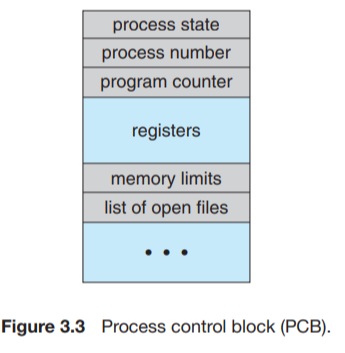 process state
process number
program counter
registers
memory limits
list of open files
• • •
Figure 3.3 Process control block (PCB).